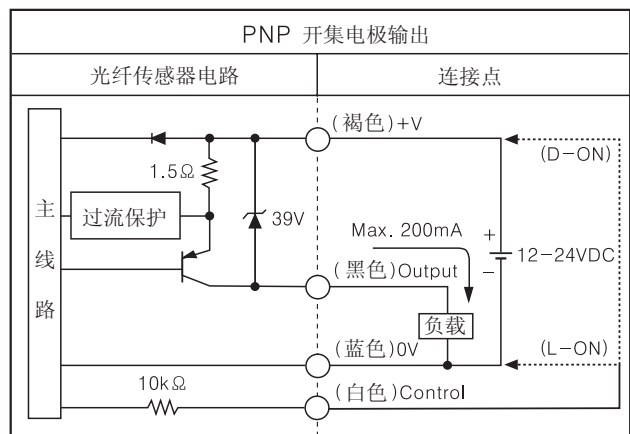 PNP 开集电极输出
光纤传感器电路
连接点
(褐色)+V
(D-ON)
1.5Ω
主线路
过流保护
39V
Max. 200mA
+
12-24VDC
-
(黑色)Output
负载
(蓝色)0V
(L-ON)
10kΩ
(白色)Control